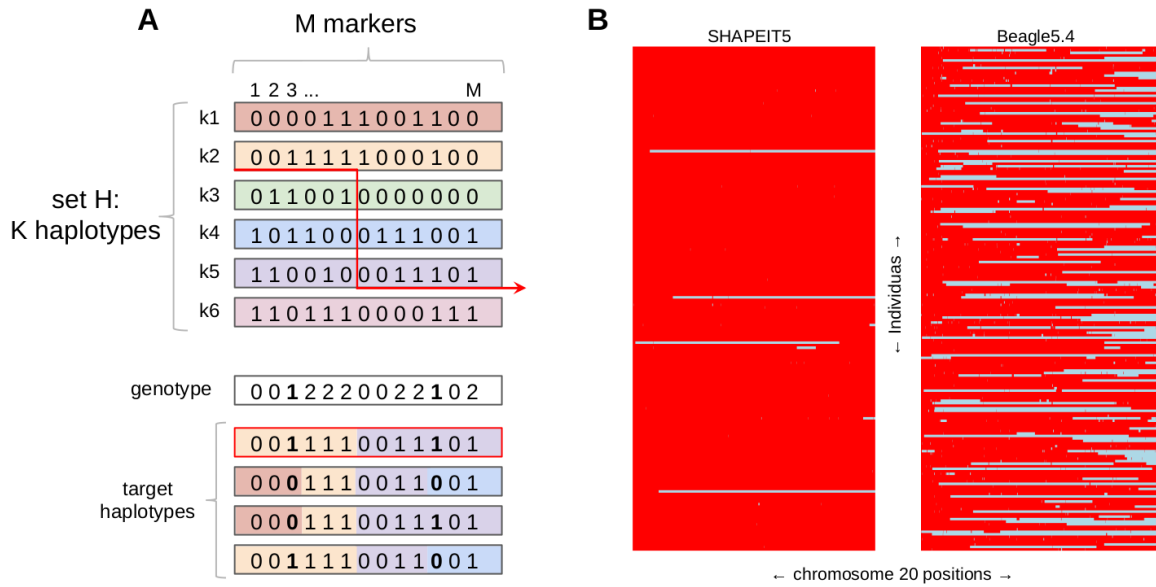 A
M markers
1 2 3 ... M
k1 0 0 0 0 1 1 1 0 0 1 1 0 0
k2 0 0 1 1 1 1 1 0 0 0 1 0 0
k3 0 1 1 0 0 1 0 0 0 0 0 0 0
k4 1 0 1 1 0 0 0 1 1 1 0 0 1
k5 1 1 0 0 1 0 0 0 1 1 1 0 1
k6 1 1 0 1 1 1 0 0 0 0 1 1 1
set H:
K haplotypes
genotype 0 0 1 2 2 2 0 0 2 2 1 0 2
target
haplotypes
0 0 1 1 1 1 0 0 1 1 1 0 1
0 0 0 1 1 1 0 0 1 1 0 0 1
0 0 0 1 1 1 0 0 1 1 1 0 1
0 0 1 1 1 1 0 0 1 1 0 0 1
B
SHAPEIT5
Beagle5.4
← Individuas →
← chromosome 20 positions →